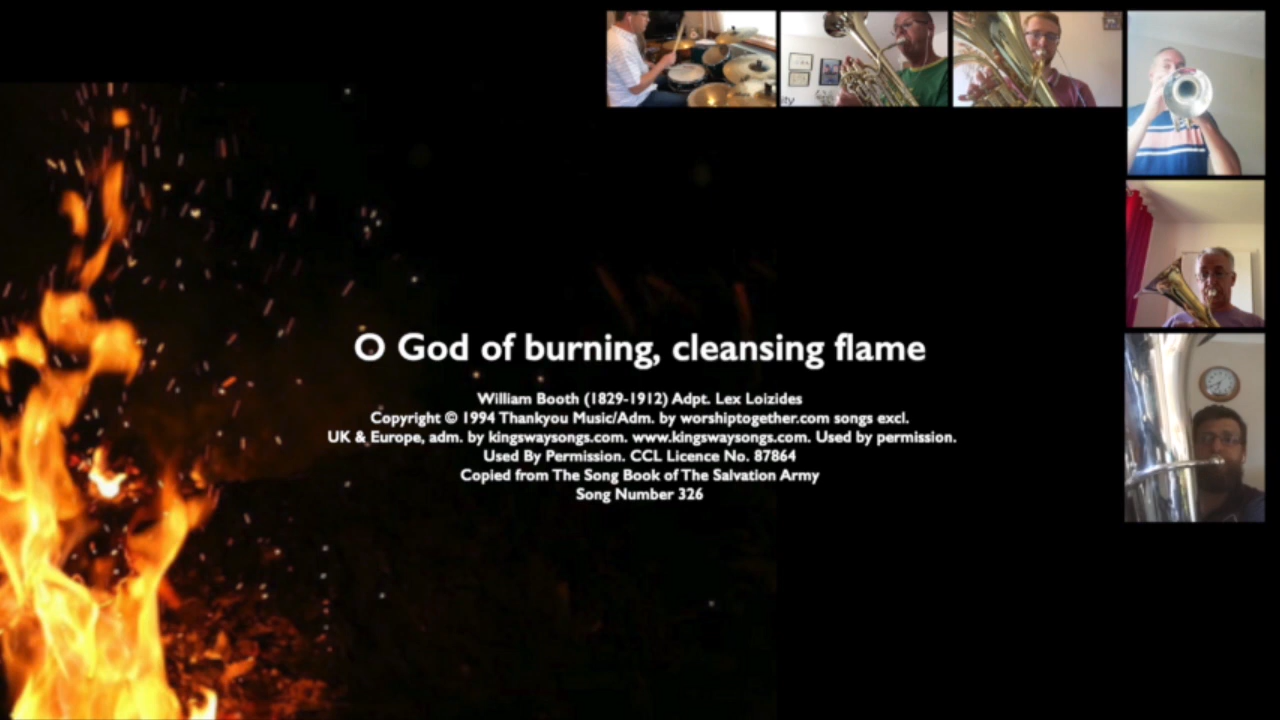 O God of burning, cleansing flame
William Booth (1829-1912) Adpt. Lex Loizides
Copyright © 1994 Thankyou Music/Adm. by worshiptogether.com songs excl.
UK & Europe, adm. by kingswaysongs.com. www.kingswaysongs.com. Used by permission.
Used By Permission. CCL Licence No. 87864
Copied from The Song Book of The Salvation Army
Song Number 326